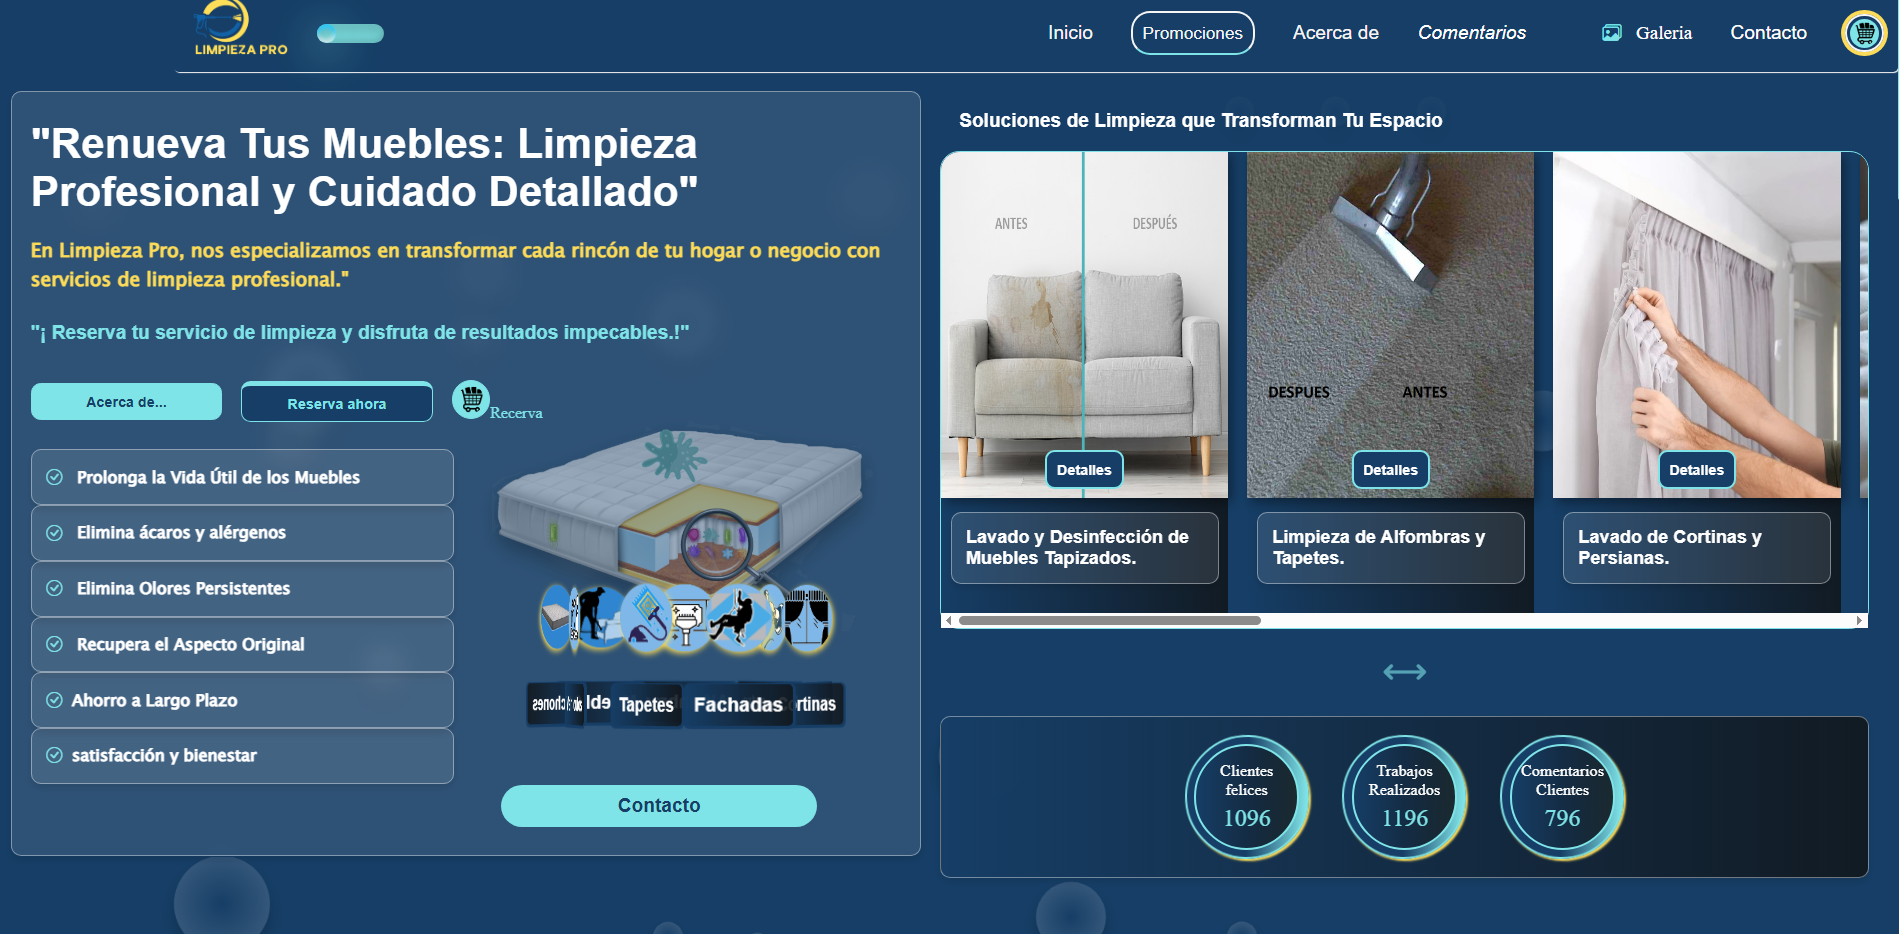 LIMPIEZA PRO
Inicio
Promociones
Acerca de
Comentarios
Galeria
Contacto
"Renueva Tus Muebles: Limpieza
Profesional y Cuidado Detallado"
En Limpieza Pro, nos especializamos en transformar cada rincón de tu hogar o negocio con
servicios de limpieza profesional."
"¡ Reserva tu servicio de limpieza y disfruta de resultados impecables.!"
Acerca de...
Reserva ahora
Recerva
Prolonga la Vida Útil de los Muebles
Elimina ácaros y alérgenos
Elimina Olores Persistentes
Recupera el Aspecto Original
Ahorro a Largo Plazo
satisfacción y bienestar
Tapetes
Fachadas
rtinas
Contacto
Soluciones de Limpieza que Transforman Tu Espacio
ANTES
DESPUÉS
Detalles
Lavado y Desinfección de
Muebles Tapizados.
DESPUES
ANTES
Detalles
Limpieza de Alfombras y
Tapetes.
Detalles
Lavado de Cortinas y
Persianas.
Clientes
felices
1096
Trabajos
Realizados
1196
Comentarios
Clientes
796